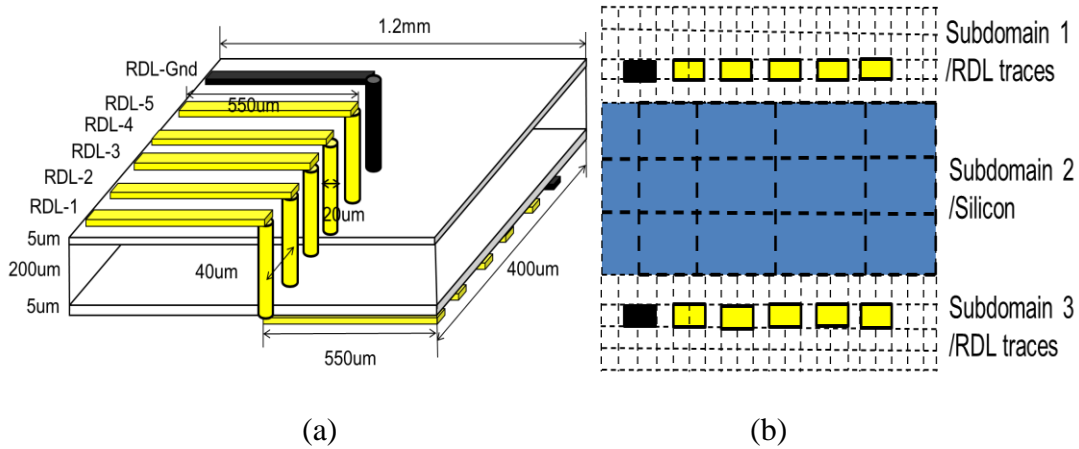 1.2mm
RDL-Gnd
RDL-5
550um
RDL-4
RDL-3
RDL-2
20um
RDL-1
5um
200um
40um
400um
5um
550um
Subdomain 1
/RDL traces
Subdomain 2
/Silicon
Subdomain 3
/RDL traces
(a)
(b)